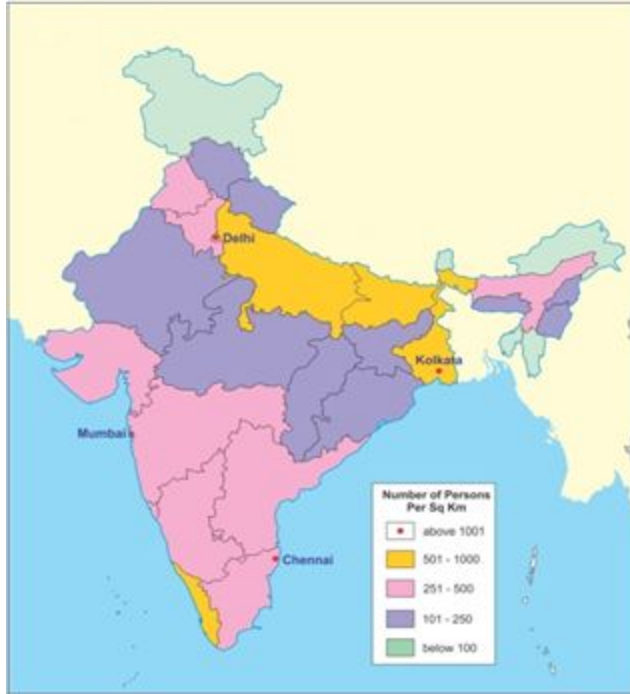 Delhi
Kolkata
Mumbai
Chennai
Number of Persons
Per Sq Km
above 1001
501 - 1000
251 - 500
101 - 250
below 100